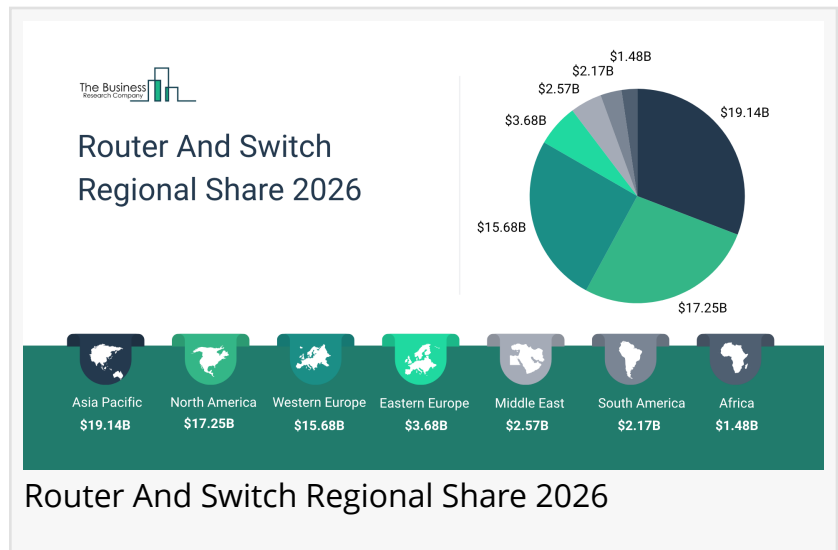 The Business
Research Company
Router And Switch
Regional Share 2026
$1.48B
$2.17B
$2.57B
$3.68B
$19.14B
$15.68B
$17.25B
Asia Pacific
$19.14B
North America
$17.25B
Western Europe
$15.68B
Eastern Europe
$3.68B
Middle East
$2.57B
South America
$2.17B
Africa
$1.48B
Router And Switch Regional Share 2026